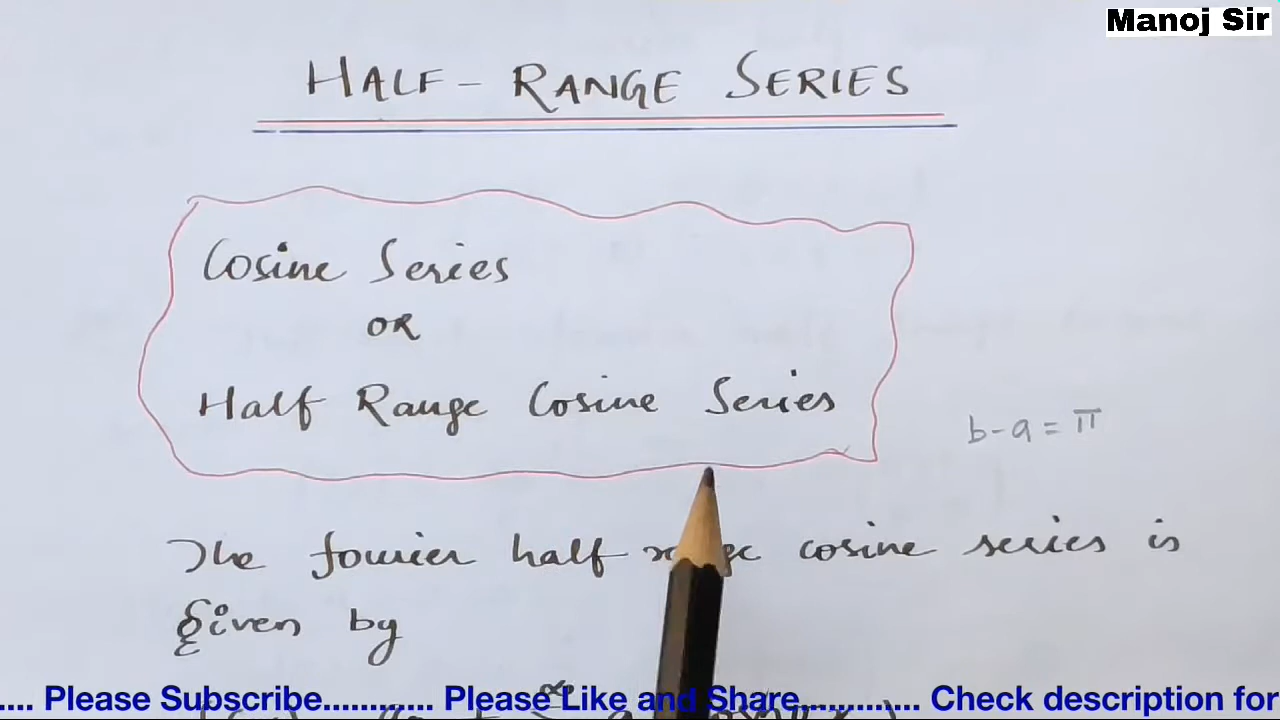 Manoj Sir
HALF - RANGE SERIES
Cosine Series
OR
Half Range Cosine Series
b-a = π
The fourier half range cosine series is
given by
∞
.... Please Subscribe............ Please Like and Share............. Check description for